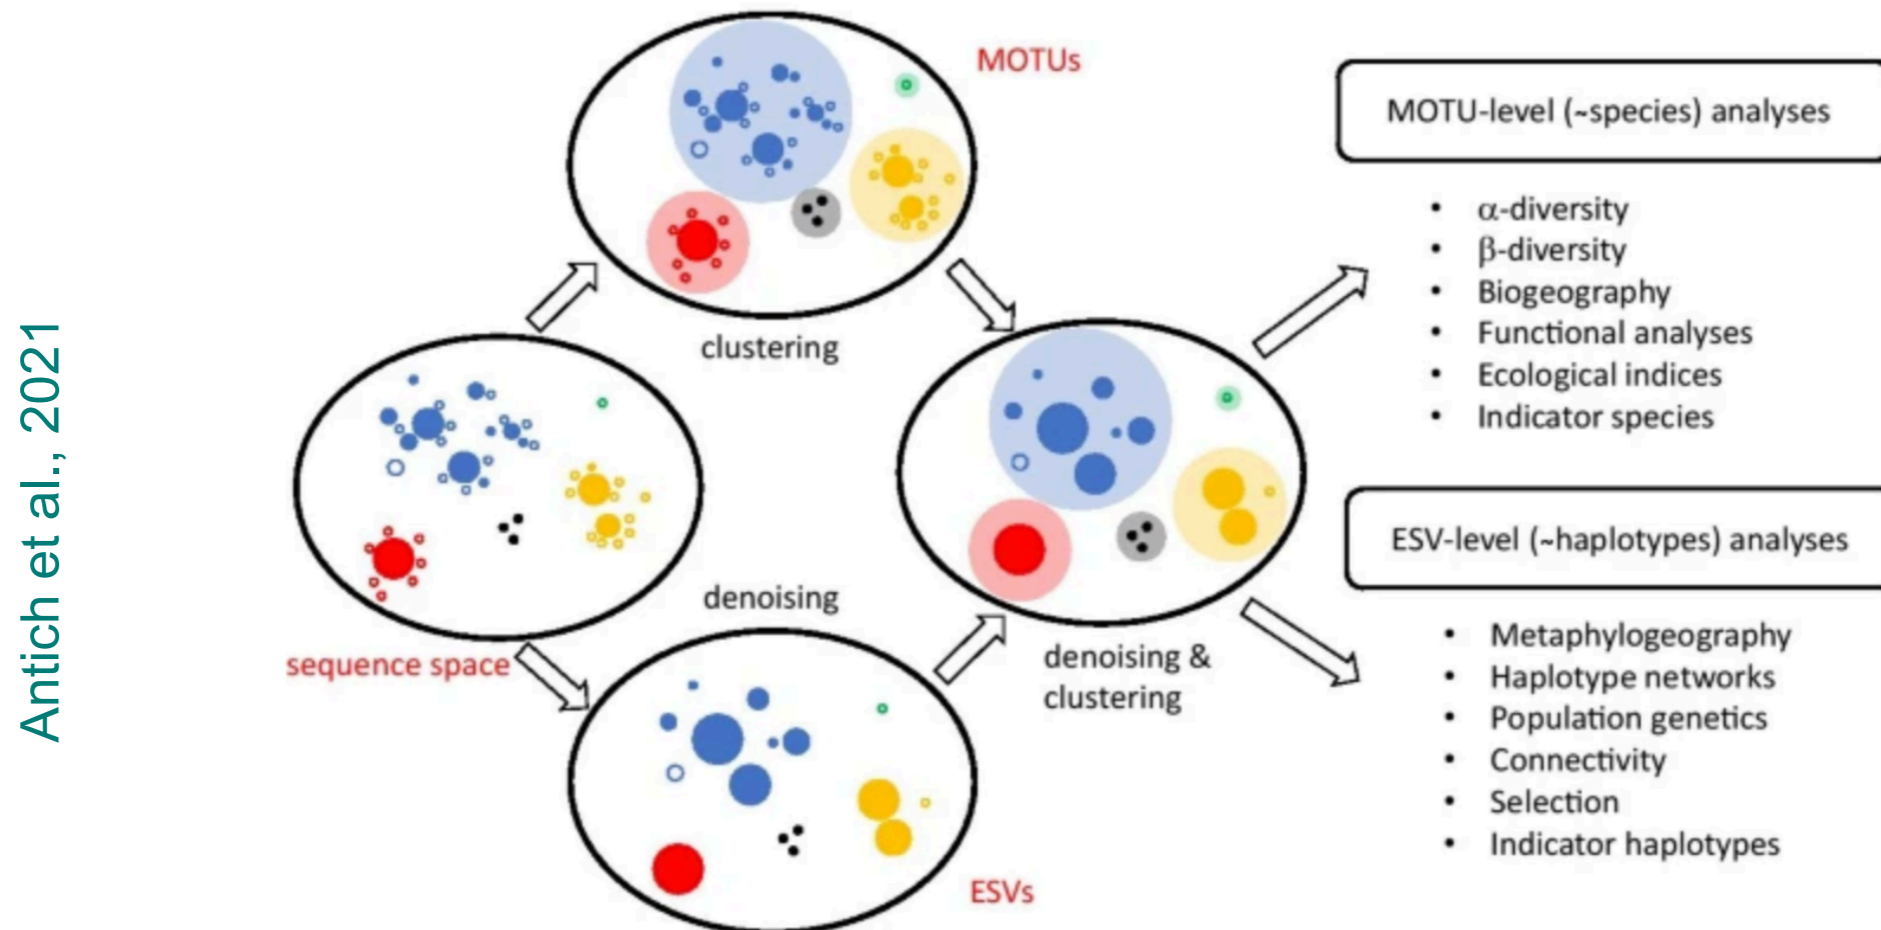 Antich et al., 2021
MOTUs
clustering
sequence space
denoising
ESVs
denoising &
clustering
MOTU-level (~species) analyses
• α-diversity
• β-diversity
• Biogeography
• Functional analyses
• Ecological indices
• Indicator species
ESV-level (~haplotypes) analyses
• Metaphylogeography
• Haplotype networks
• Population genetics
• Connectivity
• Selection
• Indicator haplotypes